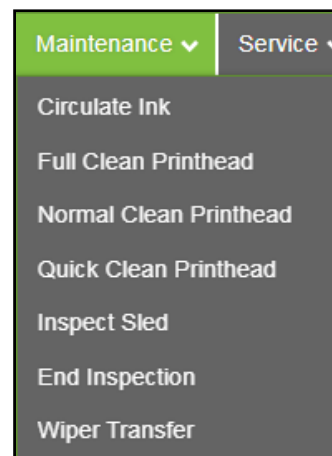 Maintenance Service
Circulate Ink
Full Clean Printhead
Normal Clean Printhead
Quick Clean Printhead
Inspect Sled
End Inspection
Wiper Transfer